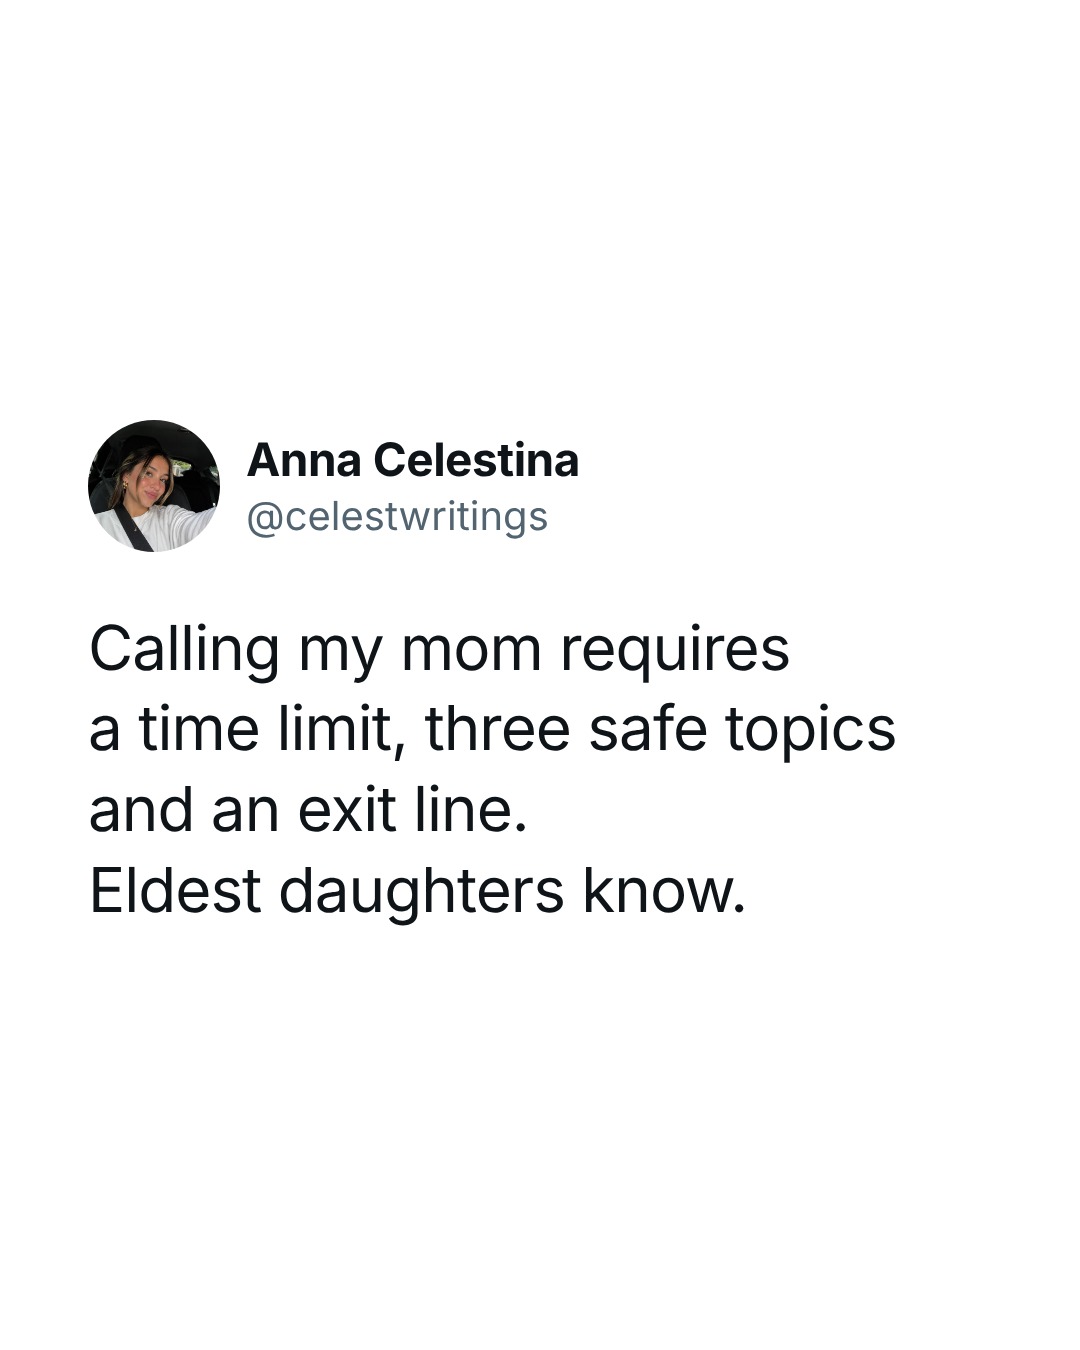 Anna Celestina
@celestwritings
Calling my mom requires
a time limit, three safe topics
and an exit line.
Eldest daughters know.